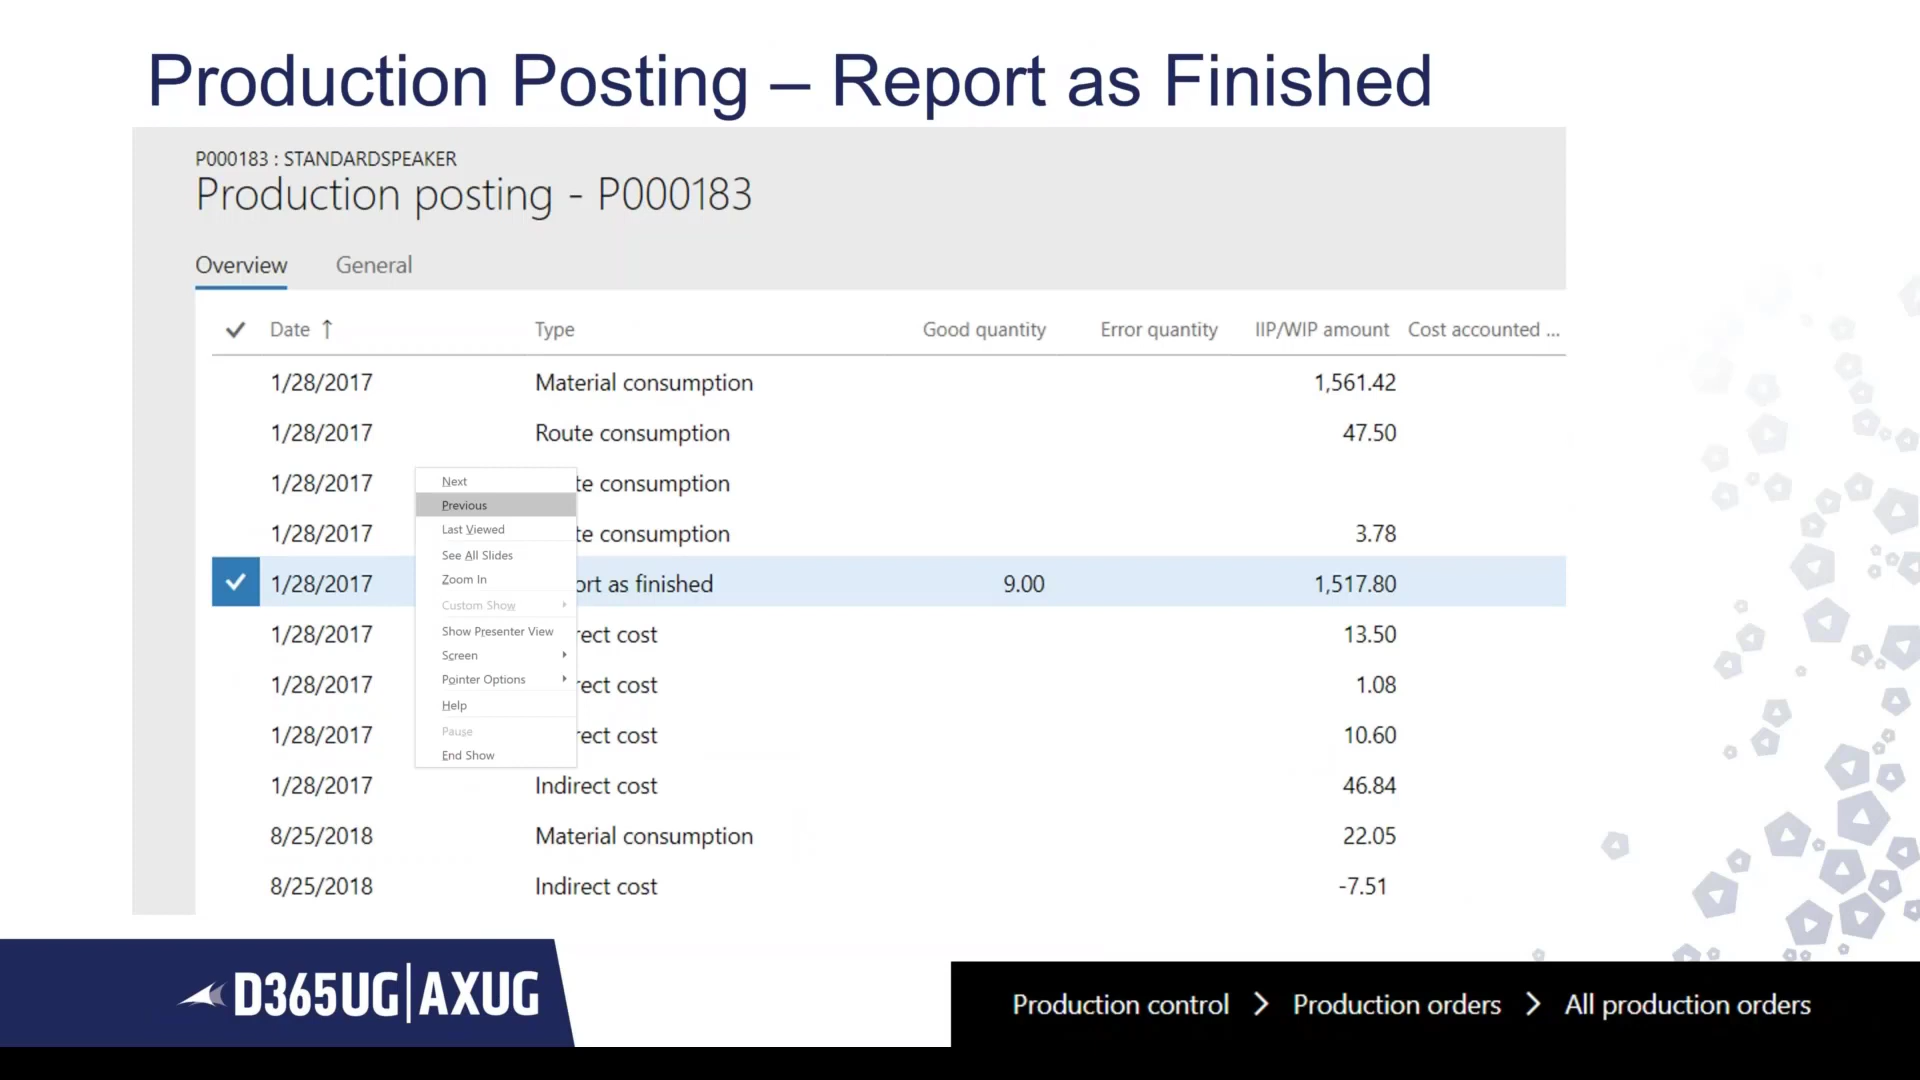 Production Posting – Report as Finished
P000183 : STANDARDSPEAKER
Production posting - P000183
Overview General
Date ↑ Type Good quantity Error quantity IIP/WIP amount Cost accounted ...
1/28/2017 Material consumption 1,561.42
1/28/2017 Route consumption 47.50
1/28/2017 te consumption
1/28/2017 te consumption 3.78
1/28/2017 ort as finished 9.00 1,517.80
1/28/2017 rect cost 13.50
1/28/2017 rect cost 1.08
1/28/2017 rect cost 10.60
1/28/2017 Indirect cost 46.84
8/25/2018 Material consumption 22.05
8/25/2018 Indirect cost -7.51
Next
Previous
Last Viewed
See All Slides
Zoom In
Custom Show
Show Presenter View
Screen
Pointer Options
Help
Pause
End Show
D365UG|AXUG
Production control > Production orders > All production orders